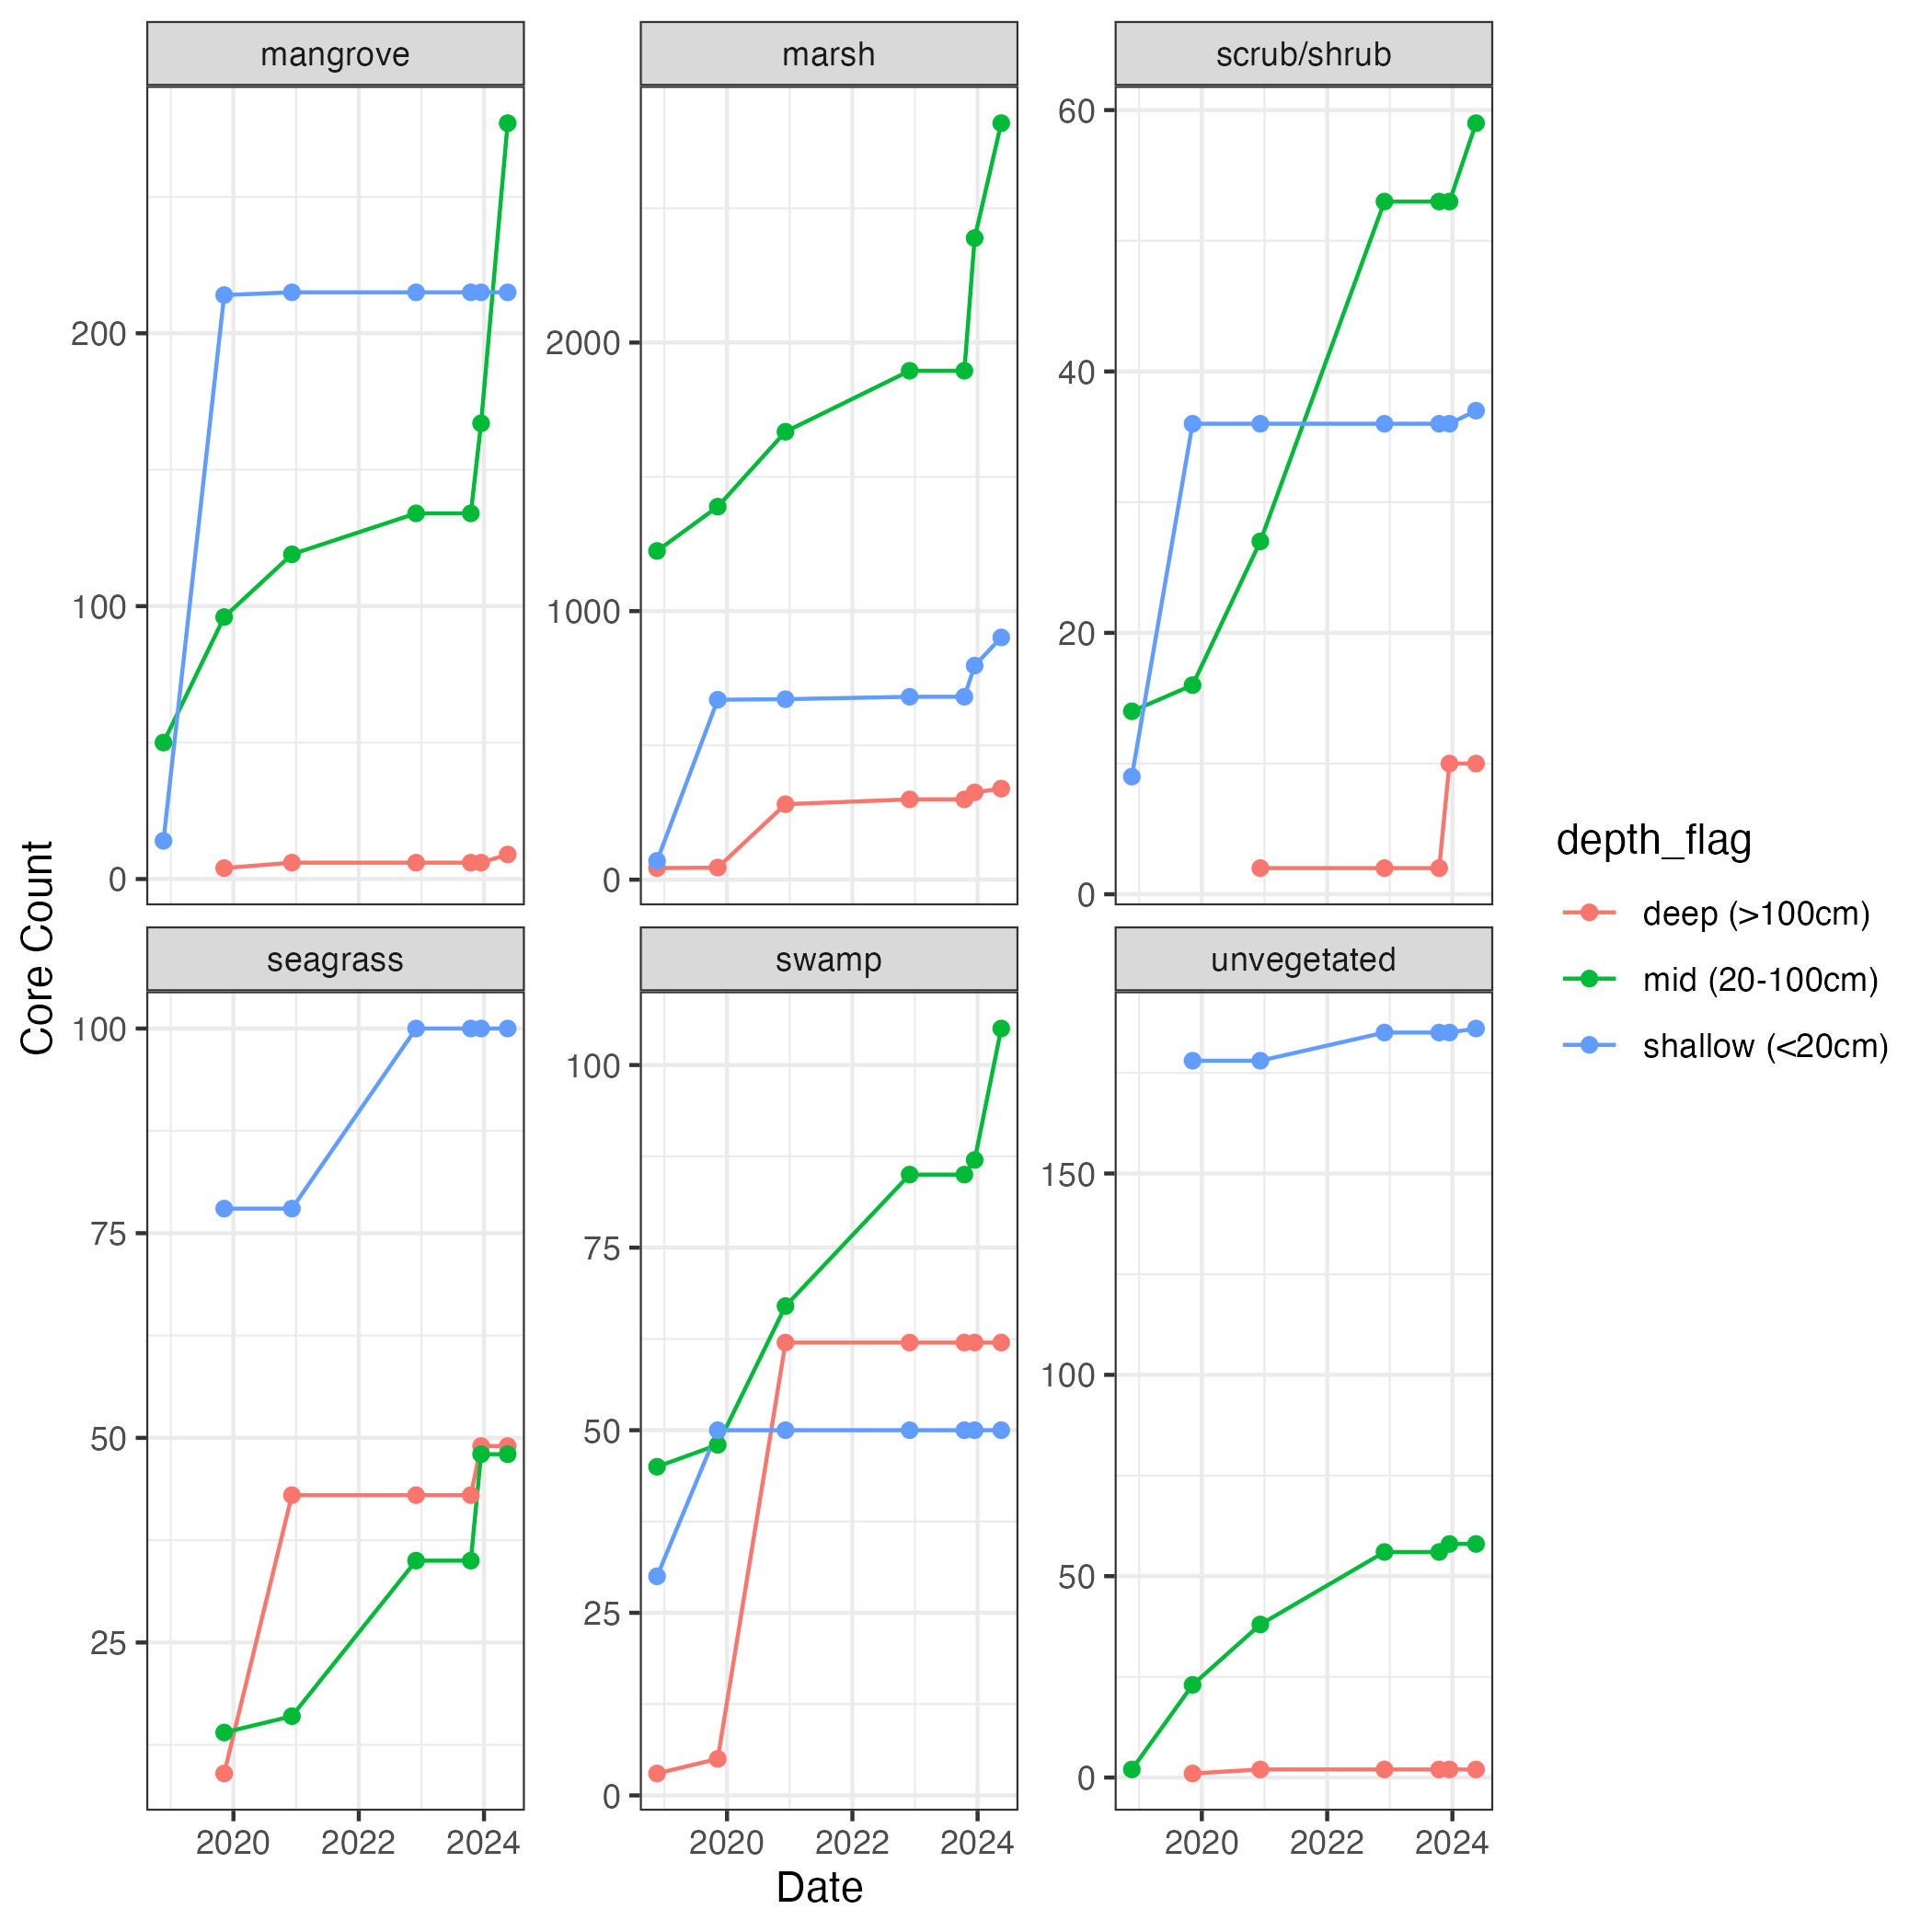 mangrove marsh scrub/shrub
200
100
0
2000
1000
0
60
40
20
0
seagrass swamp unvegetated
100
75
50
25
100
75
50
25
0
150
100
50
0
2020 2022 2024 2020 2022 2024 2020 2022 2024
Date
Core Count
depth_flag
deep (>100cm)
mid (20-100cm)
shallow (<20cm)